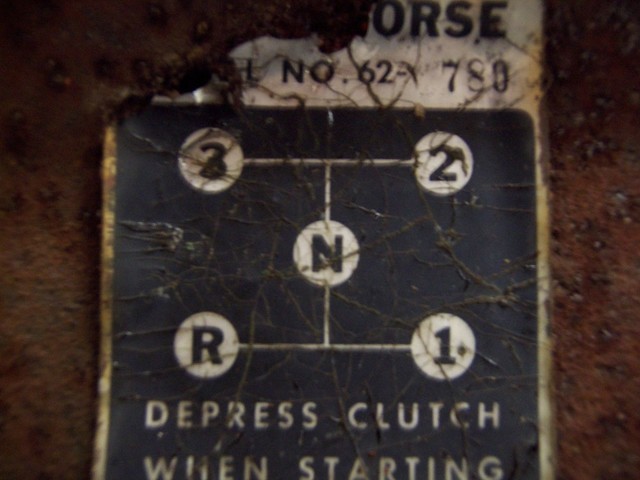 ORSE
L NO. 62-  780
3 2
N
R 1
DEPRESS CLUTCH
WHEN STARTING